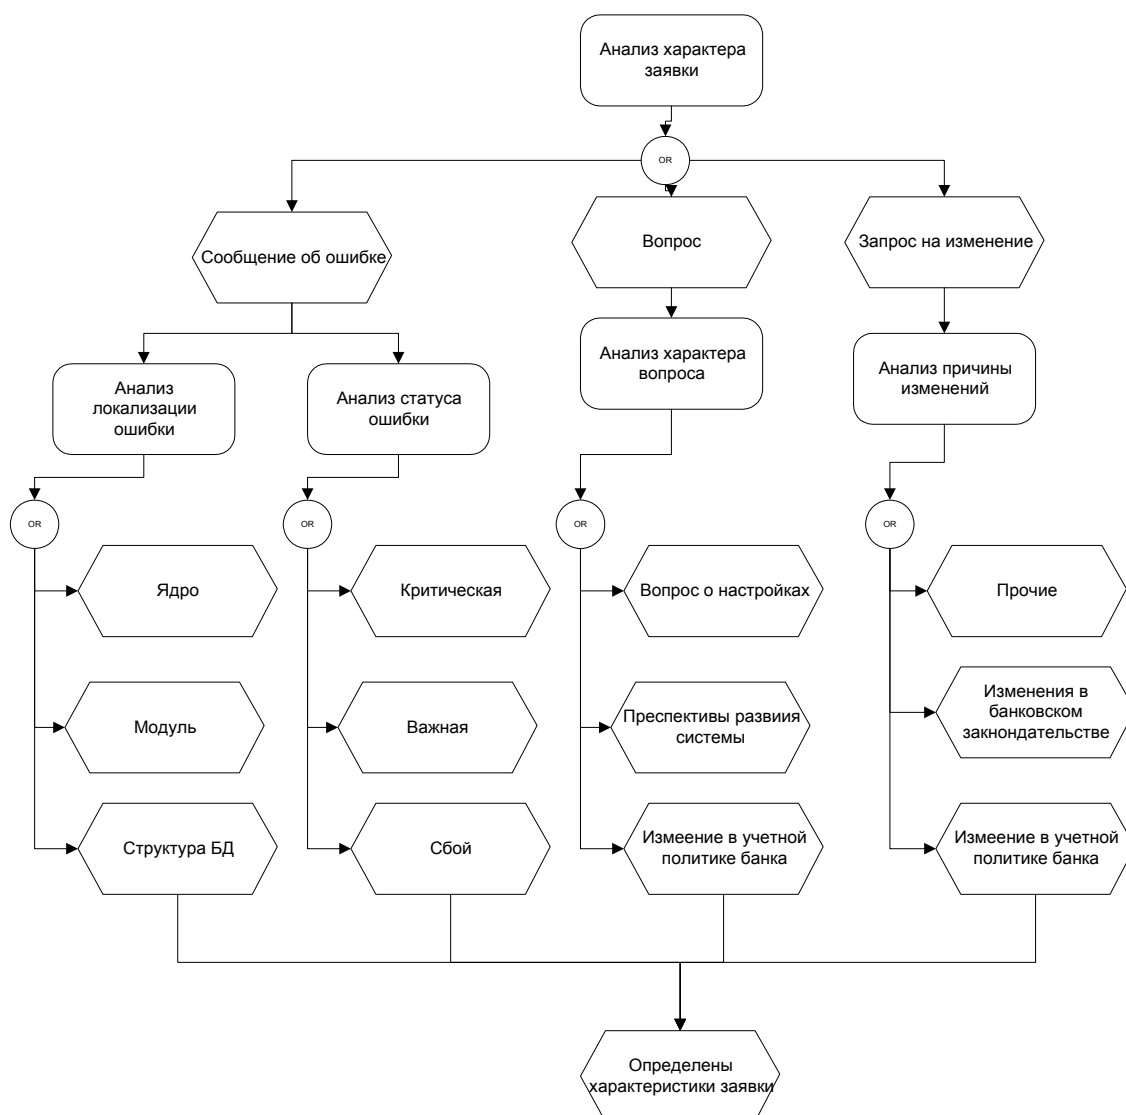 Анализ характера
заявки
OR
Сообщение об ошибке
Вопрос
Запрос на изменение
Анализ
локализации
ошибки
Анализ статуса
ошибки
Анализ характера
вопроса
Анализ причины
изменений
OR
OR
OR
OR
Ядро
Критическая
Вопрос о настройках
Прочие
Модуль
Важная
Преспективы развиия
системы
Изменения в
банковском
закнондательстве
Структура БД
Сбой
Измеение в учетной
политике банка
Измеение в учетной
политике банка
Определены
характеристики заявки